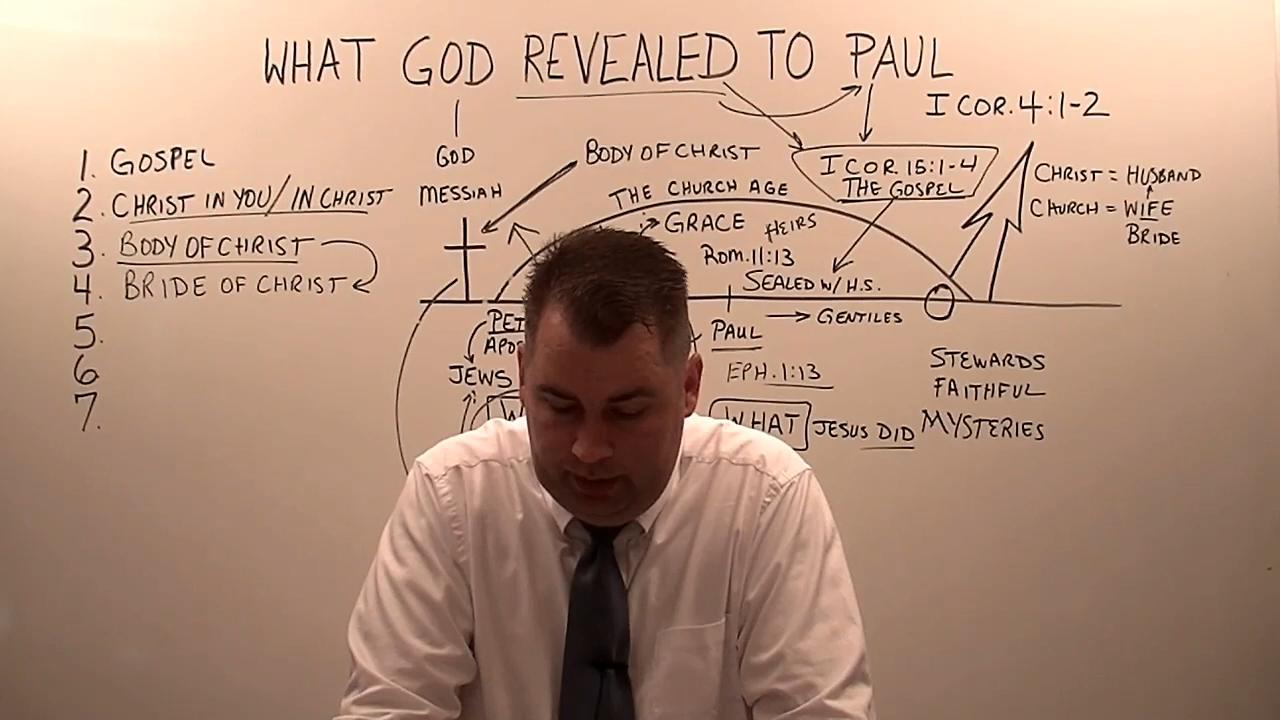 WHAT GOD REVEALED TO PAUL
I COR. 4:1-2
1. GOSPEL
2. CHRIST IN YOU/IN CHRIST
3. BODY OF CHRIST
4. BRIDE OF CHRIST
5.
6
7.
GOD
MESSIAH
BODY OF CHRIST
THE CHURCH AGE
GRACE HEIRS
Rom. 11:13
SEALED W/ H.S.
I COR 15:1-4
THE GOSPEL
CHRIST = HUSBAND
CHURCH = WIFE
BRIDE
JEWS
PAUL
GENTILES
EPH. 1:13
WHAT JESUS DID
STEWARDS
FAITHFUL
MYSTERIES